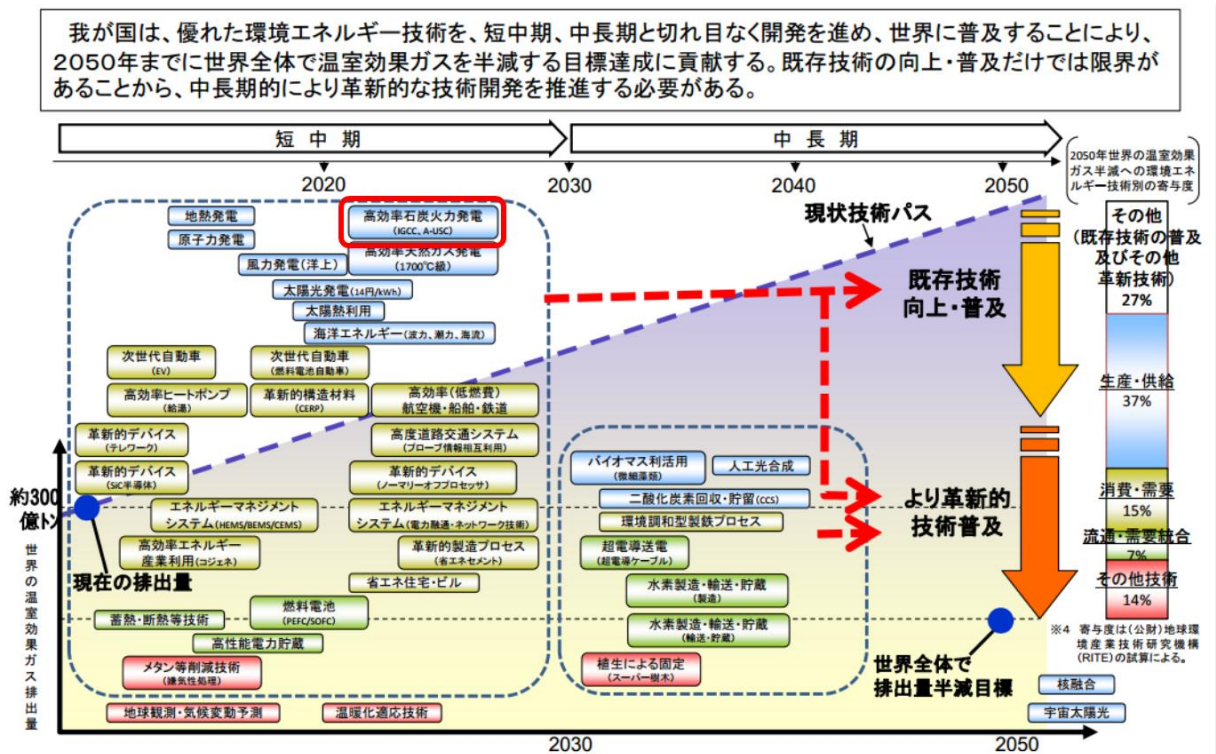 我が国は、優れた環境エネルギー技術を、短中期、中長期と切れ目なく開発を進め、世界に普及することにより、
2050年までに世界全体で温室効果ガスを半減する目標達成に貢献する。既存技術の向上・普及だけでは限界が
あることから、中長期的により革新的な技術開発を推進する必要がある。
短中期
中長期
2020
2030
2040
2050
2050年世界の温室効果
ガス半減への環境エネ
ルギー技術別の寄与度
地熱発電
高効率石炭火力発電
(IGCC、A-USC)
原子力発電
高効率天然ガス発電
(1700℃級)
風力発電(洋上)
太陽光発電(14円/kWh)
太陽熱利用
海洋エネルギー(波力、潮力、海流)
次世代自動車
(EV)
次世代自動車
(燃料電池自動車)
高効率ヒートポンプ
(給湯)
革新的構造材料
(CERP)
高効率(低燃費)
航空機・船舶・鉄道
革新的デバイス
(テレワーク)
高度道路交通システム
(プローブ情報相互利用)
革新的デバイス
(SiC半導体)
革新的デバイス
(ノーマリーオフプロセッサ)
エネルギーマネジメント
システム(HEMS/BEMS/CEMS)
エネルギーマネジメント
システム(電力融通・ネットワーク技術)
高効率エネルギー
産業利用(コジェネ)
革新的製造プロセス
(省エネセメント)
省エネ住宅・ビル
蓄熱・断熱等技術
燃料電池
(PEFC/SOFC)
高性能電力貯蔵
メタン等削減技術
(嫌気性処理)
地球観測・気候変動予測
温暖化適応技術
約300
億トン
世界の温室効果ガス排出量
現在の排出量
現状技術パス
既存技術
向上・普及
より革新的
技術普及
バイオマス利活用
(微細藻類)
人工光合成
二酸化炭素回収・貯留(CCS)
環境調和型製鉄プロセス
超電導送電
(超電導ケーブル)
水素製造・輸送・貯蔵
(製造)
水素製造・輸送・貯蔵
(輸送・貯蔵)
植生による固定
(スーパー樹木)
世界全体で
排出量半減目標
核融合
宇宙太陽光
その他
(既存技術の普及
及びその他
革新技術)
27%
生産・供給
37%
消費・需要
15%
流通・需要統合
7%
その他技術
14%
※4 寄与度は(公財)地球環
境産業技術研究機構
(RITE)の試算による。
2030
2050